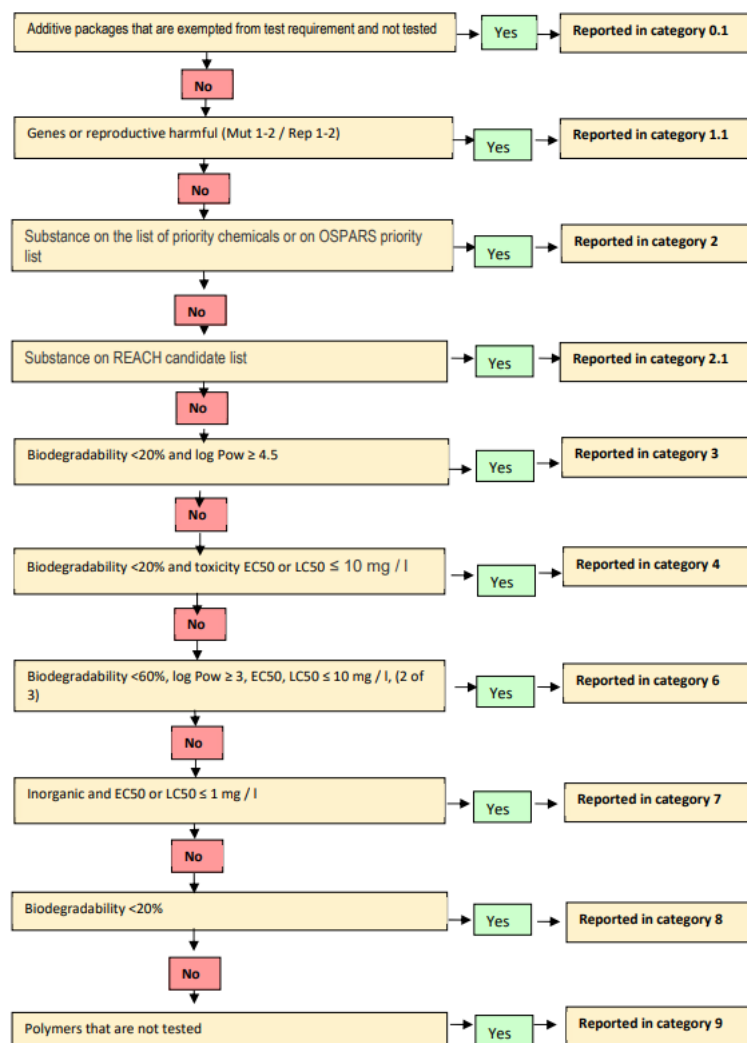 Additive packages that are exempted from test requirement and not tested
Yes
Reported in category 0.1
No
Genes or reproductive harmful (Mut 1-2 / Rep 1-2)
Yes
Reported in category 1.1
No
Substance on the list of priority chemicals or on OSPARS priority
list
Yes
Reported in category 2
No
Substance on REACH candidate list
Yes
Reported in category 2.1
No
Biodegradability <20% and log Pow ≥ 4.5
Yes
Reported in category 3
No
Biodegradability <20% and toxicity EC50 or LC50 ≤ 10 mg / l
Yes
Reported in category 4
No
Biodegradability <60%, log Pow ≥ 3, EC50, LC50 ≤ 10 mg / l, (2 of
3)
Yes
Reported in category 6
No
Inorganic and EC50 or LC50 ≤ 1 mg / l
Yes
Reported in category 7
No
Biodegradability <20%
Yes
Reported in category 8
No
Polymers that are not tested
Yes
Reported in category 9